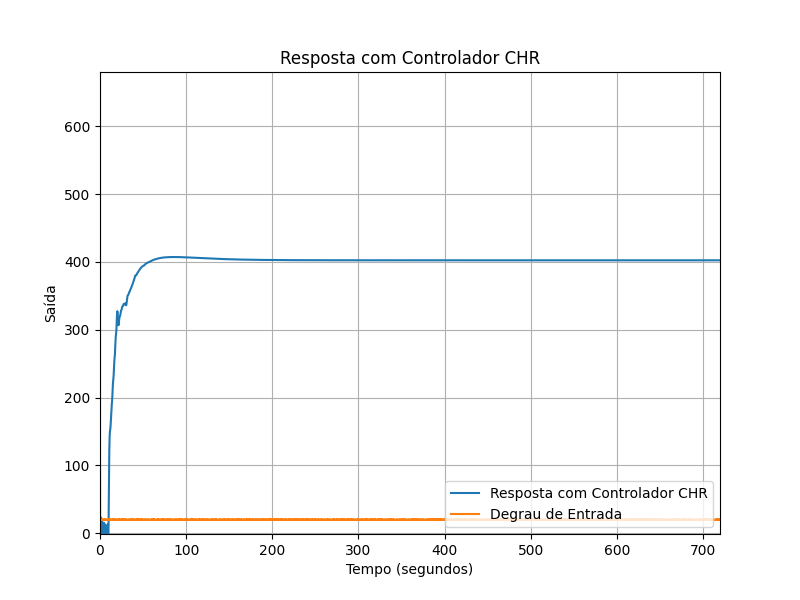 Resposta com Controlador CHR
Saída
600
500
400
300
200
100
0
0 100 200 300 400 500 600 700
Tempo (segundos)
Resposta com Controlador CHR
Degrau de Entrada